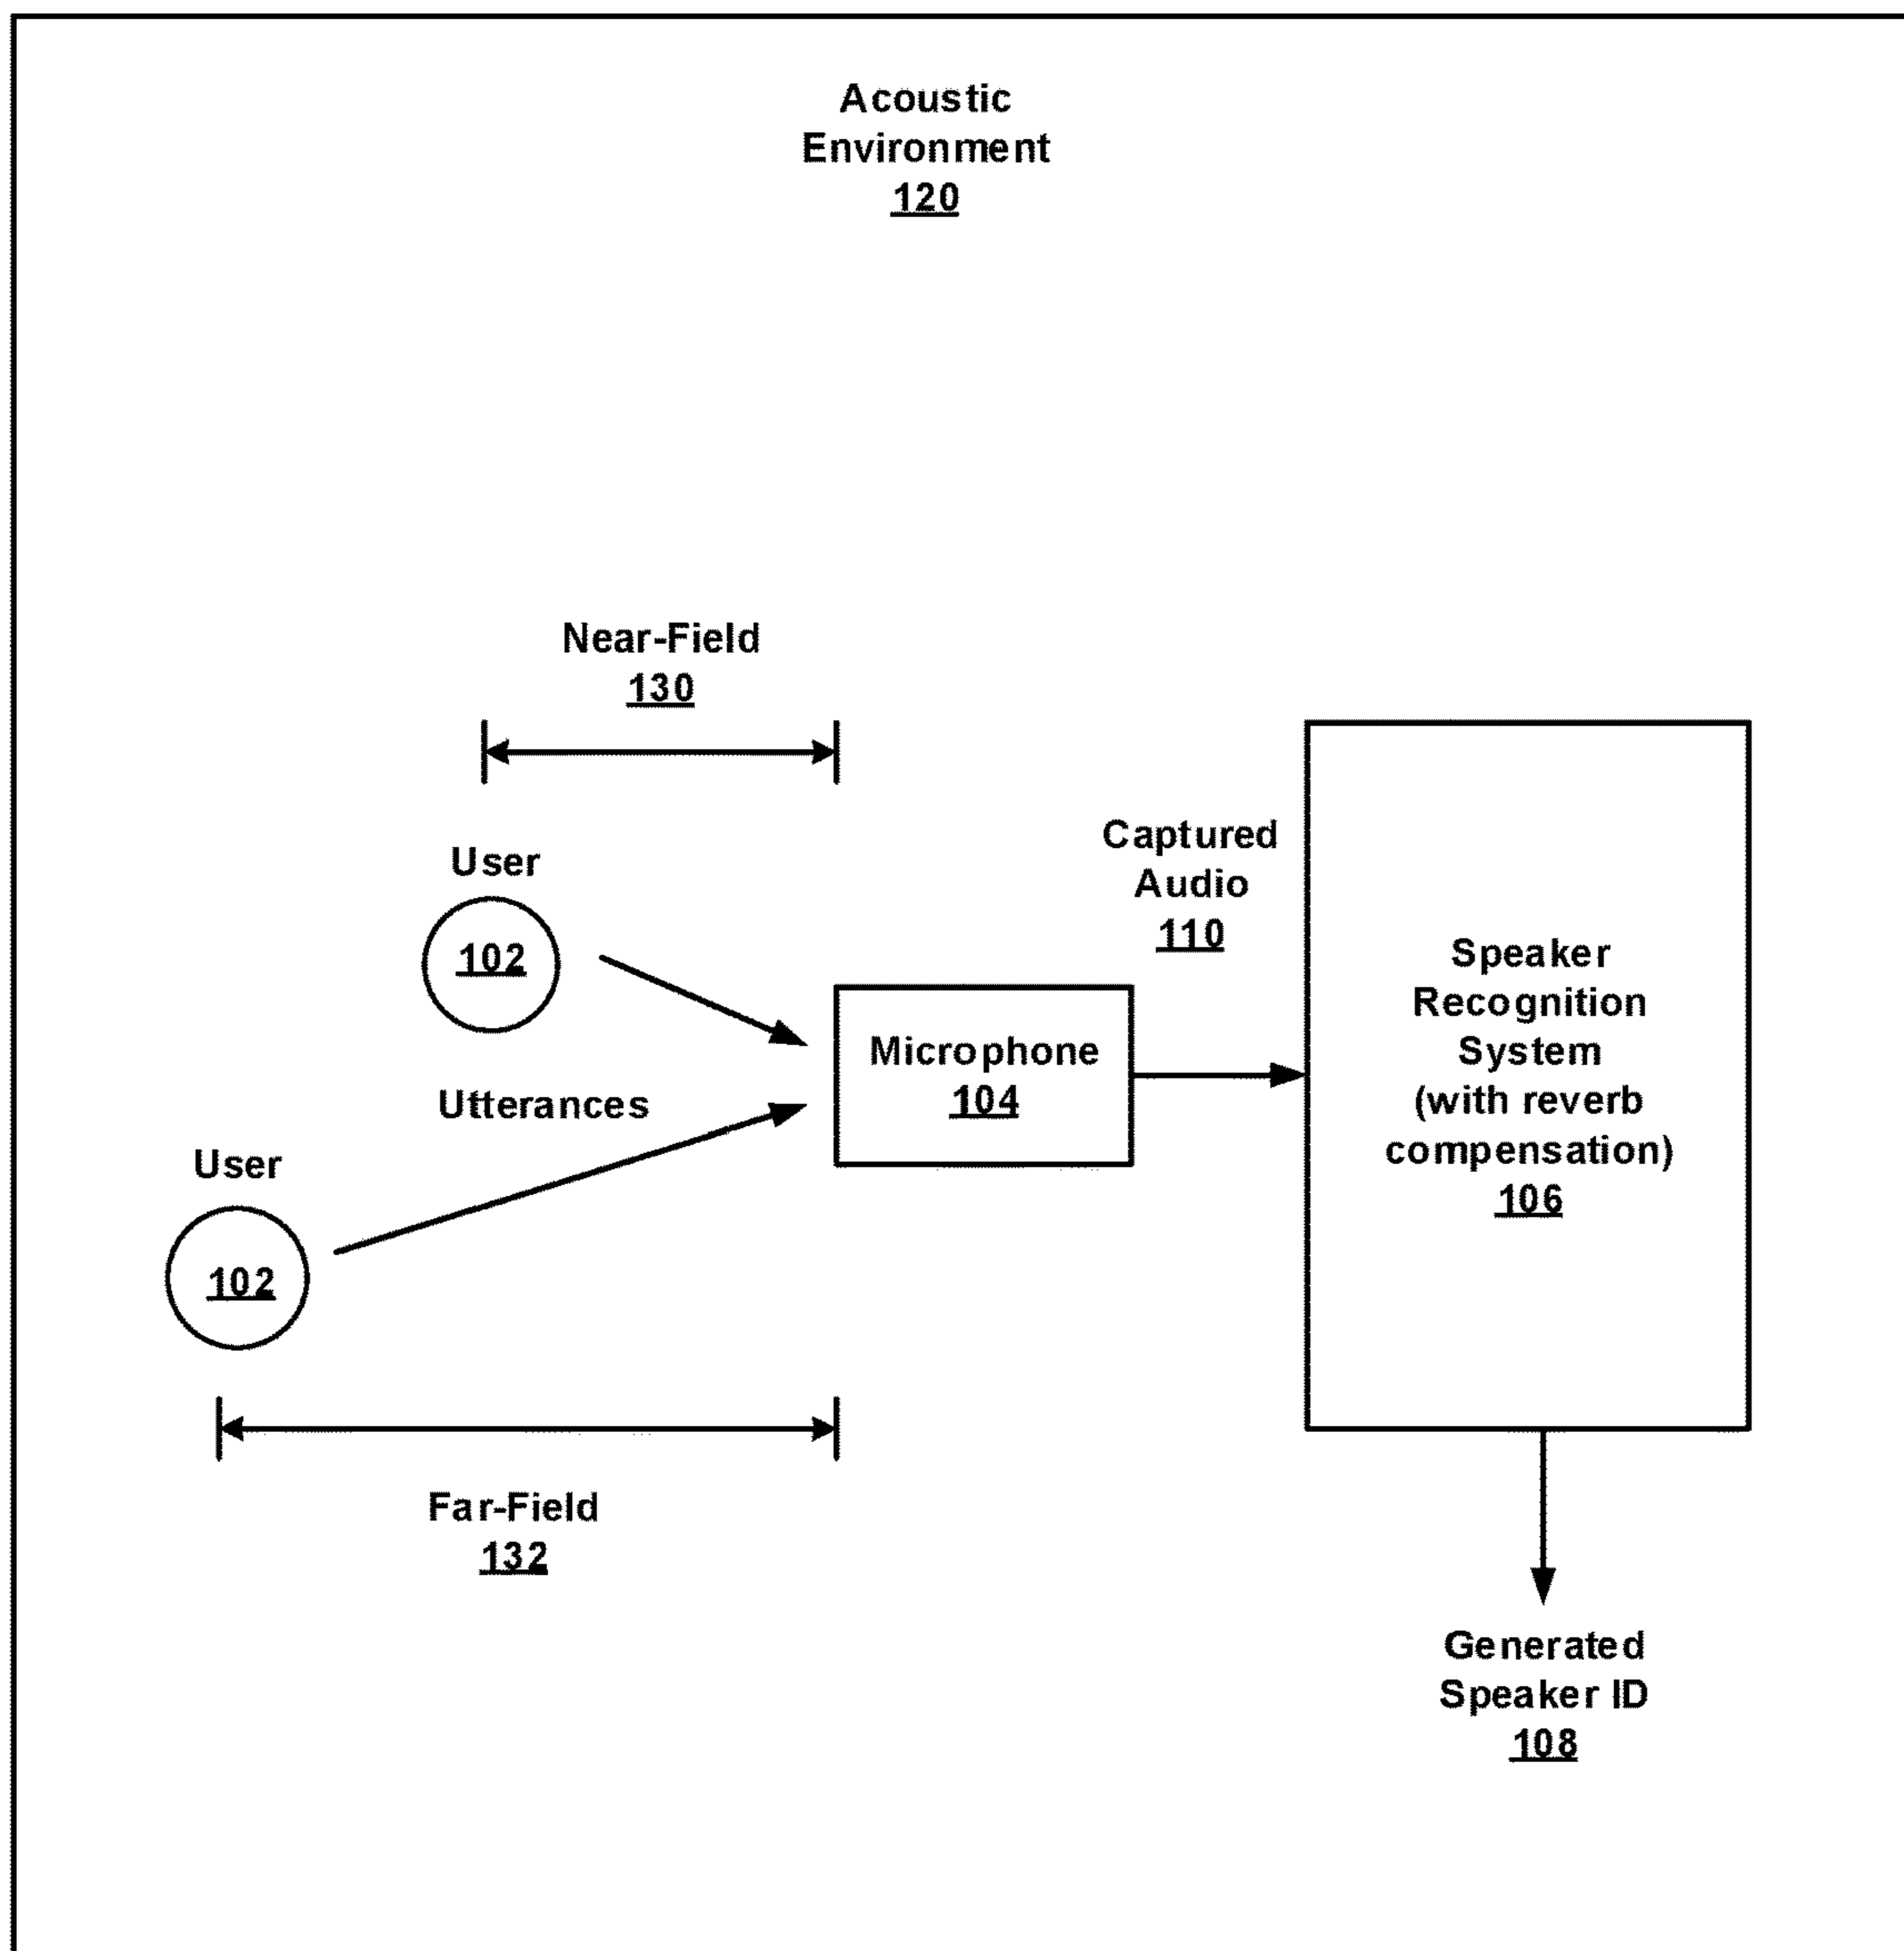 Acoustic
Environment
120
Near-Field
130
User
102
Utterances
User
102
Far-Field
132
Microphone
104
Captured
Audio
110
Speaker
Recognition
System
(with reverb
compensation)
106
Generated
Speaker ID
108